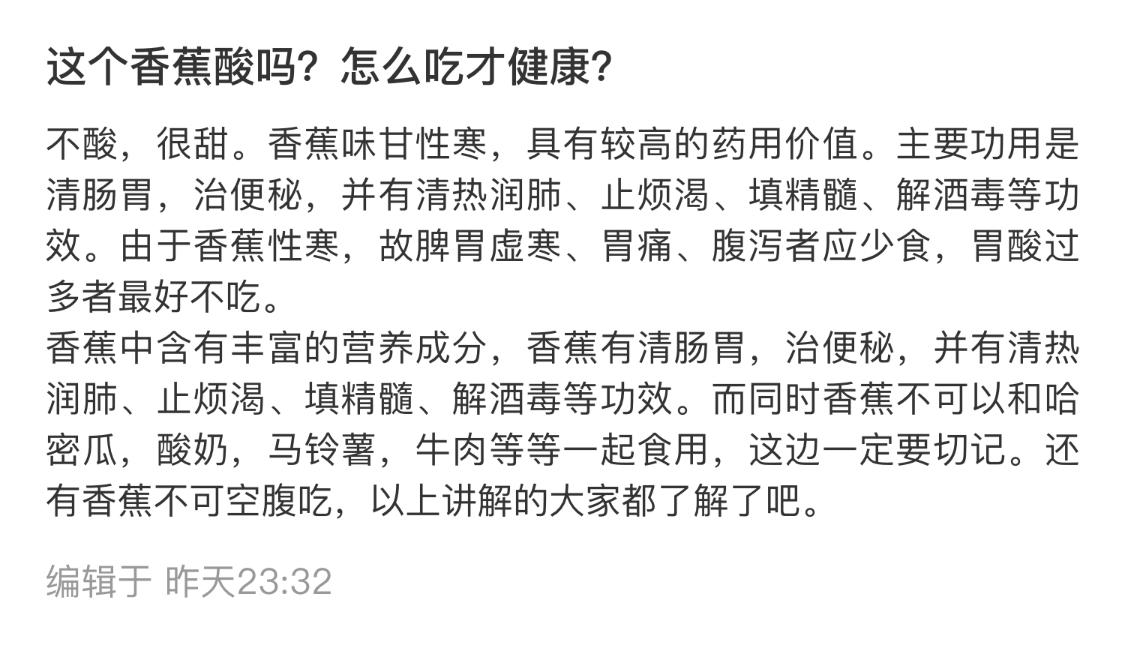 这个香蕉酸吗？怎么吃才健康？
不酸，很甜。香蕉味甘性寒，具有较高的药用价值。主要功用是
清肠胃，治便秘，并有清热润肺、止烦渴、填精髓、解酒毒等功
效。由于香蕉性寒，故脾胃虚寒、胃痛、腹泻者应少食，胃酸过
多者最好不吃。
香蕉中含有丰富的营养成分，香蕉有清肠胃，治便秘，并有清热
润肺、止烦渴、填精髓、解酒毒等功效。而同时香蕉不可以和哈
密瓜，酸奶，马铃薯，牛肉等等一起食用，这边一定要切记。还
有香蕉不可空腹吃，以上讲解的大家都了解了吧。
编辑于 昨天23:32